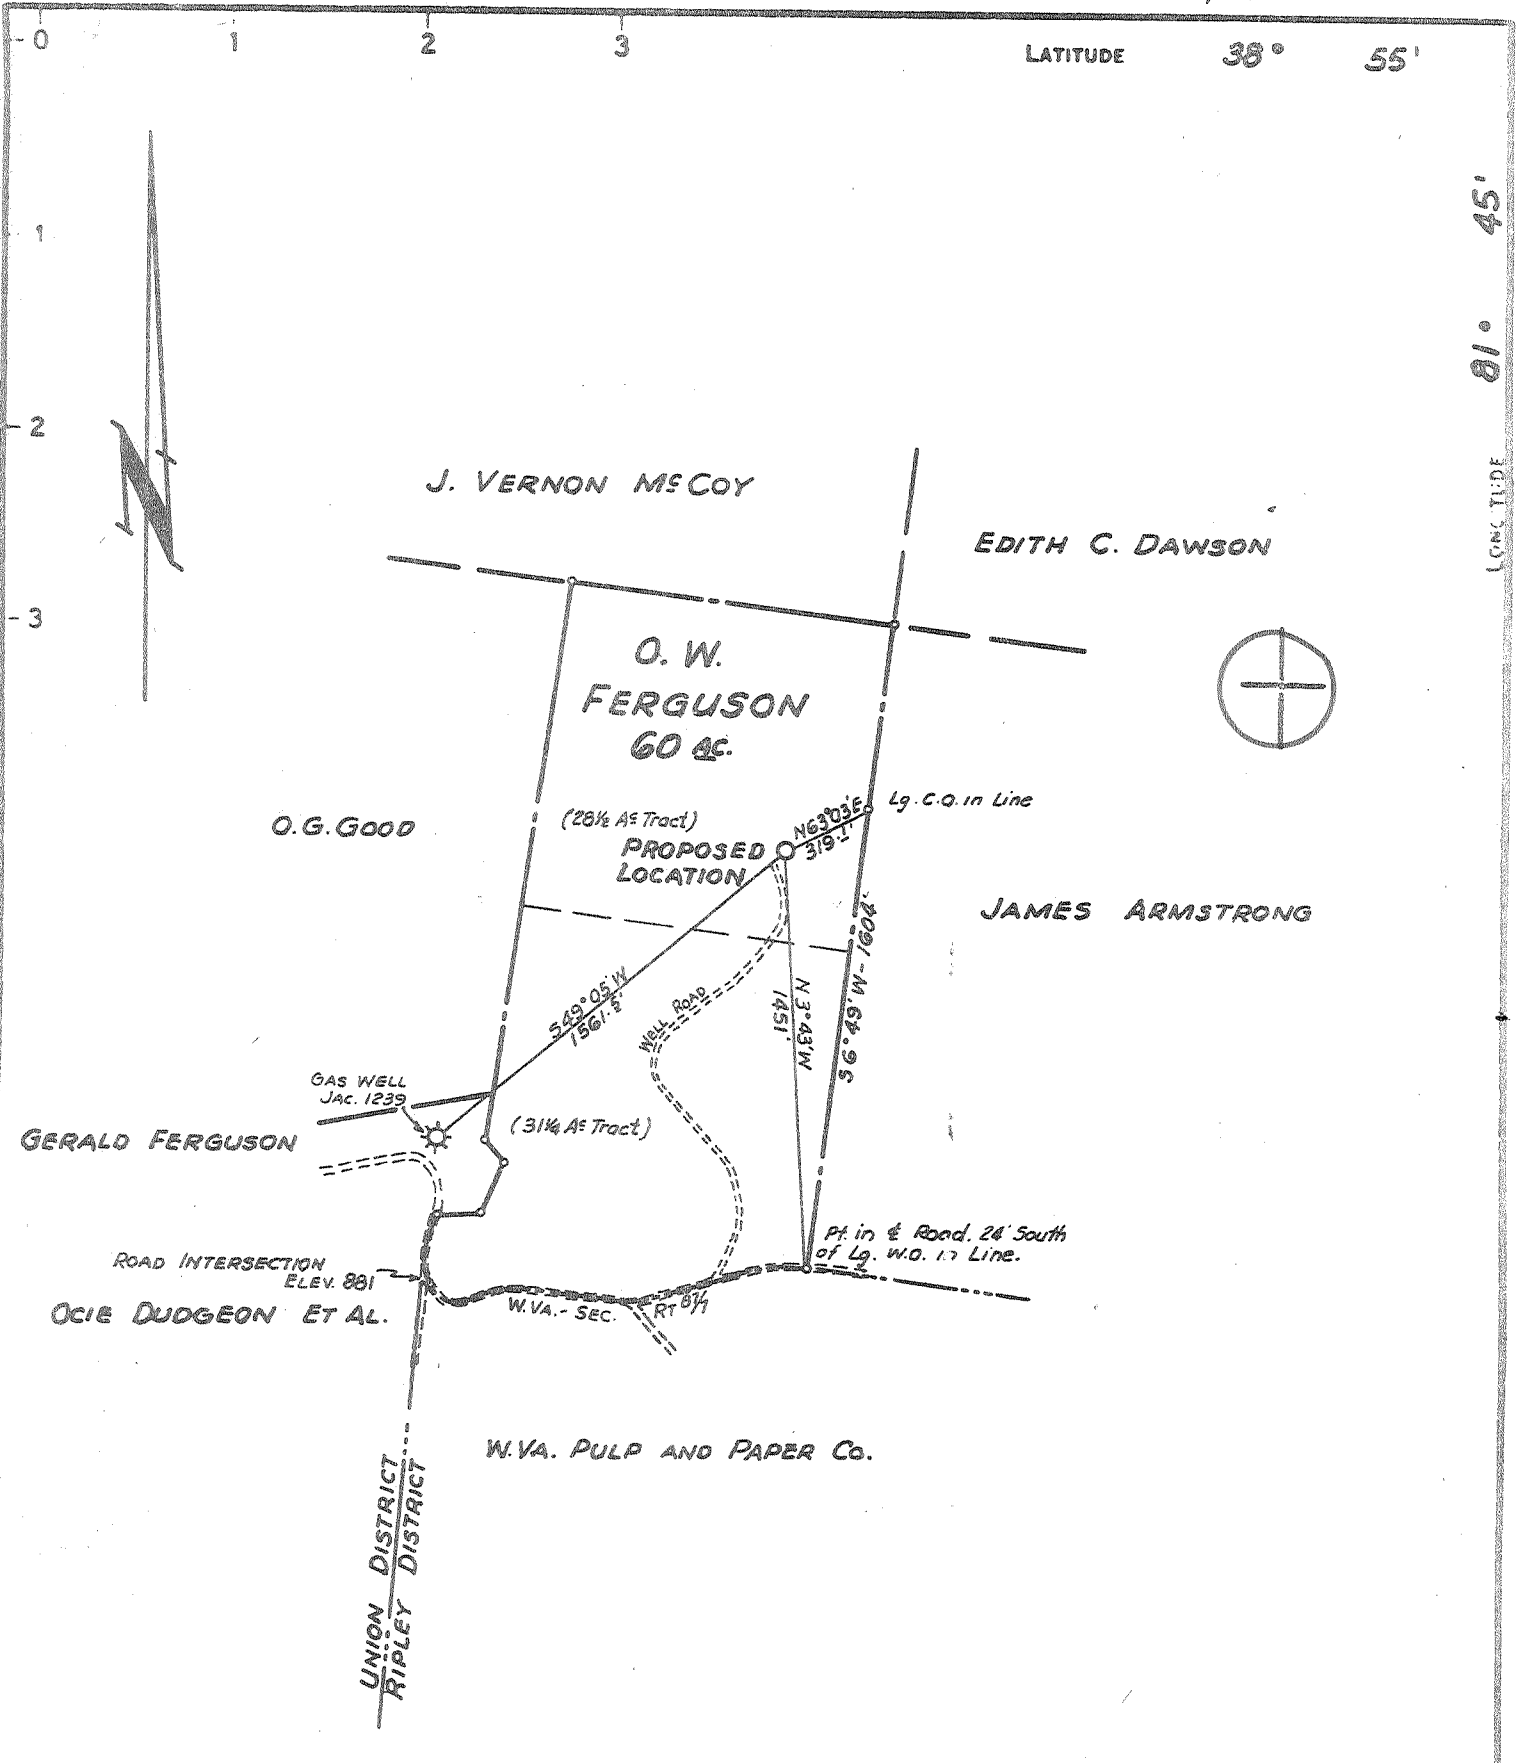 0 1 2 3
LATITUDE 38° 55'
1
2
3
81° 45'
LONGITUDE
N
J. VERNON McCOY
EDITH C. DAWSON
O. W.
FERGUSON
60 AC.
Lg. C.O. in Line
N63°03'E
319.1'
(28½ Ac Tract)
O.G. GOOD
PROPOSED
LOCATION
JAMES ARMSTRONG
S49°05'W
1561.5'
WELL ROAD
N 3°43'W
1451'
S6°49'W - 1604'
GAS WELL
JAC. 1239
(31¼ Ac Tract)
GERALD FERGUSON
Pt. in ℄ Road. 24' South
of Lg. W.O. in Line.
ROAD INTERSECTION
ELEV. 881
W.VA. - SEC. RT 87/1
OCIE DUDGEON ET AL.
W.VA. PULP AND PAPER CO.
UNION DISTRICT
RIPLEY DISTRICT